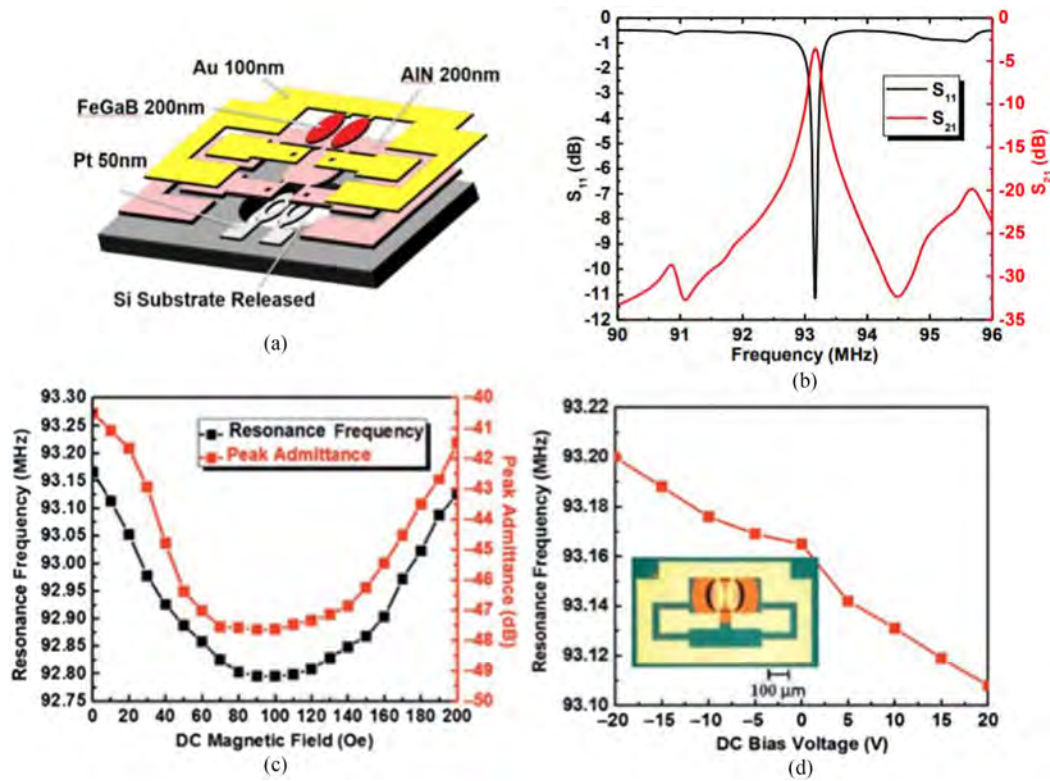 (a)
Au 100nm
AlN 200nm
FeGaB 200nm
Pt 50nm
Si Substrate Released
(a)
(b)
0
-1
-2
-3
-4
-5
-6
-7
-8
-9
-10
-11
-12
S11 (dB)
S11
S21
0
-5
-10
-15
-20
-25
-30
-35
S21 (dB)
90 91 92 93 94 95 96
Frequency (MHz)
(b)
93.30
93.25
93.20
93.15
93.10
93.05
93.00
92.95
92.90
92.85
92.80
92.75
Resonance Frequency (MHz)
Resonance Frequency
Peak Admittance
-40
-41
-42
-43
-44
-45
-46
-47
-48
-49
-50
Peak Admittance (dB)
0 20 40 60 80 100 120 140 160 180 200
DC Magnetic Field (Oe)
(c)
93.22
93.20
93.18
93.16
93.14
93.12
93.10
Resonance Frequency (MHz)
100 μm
−20 −15 −10 −5 0 5 10 15 20
DC Bias Voltage (V)
(d)